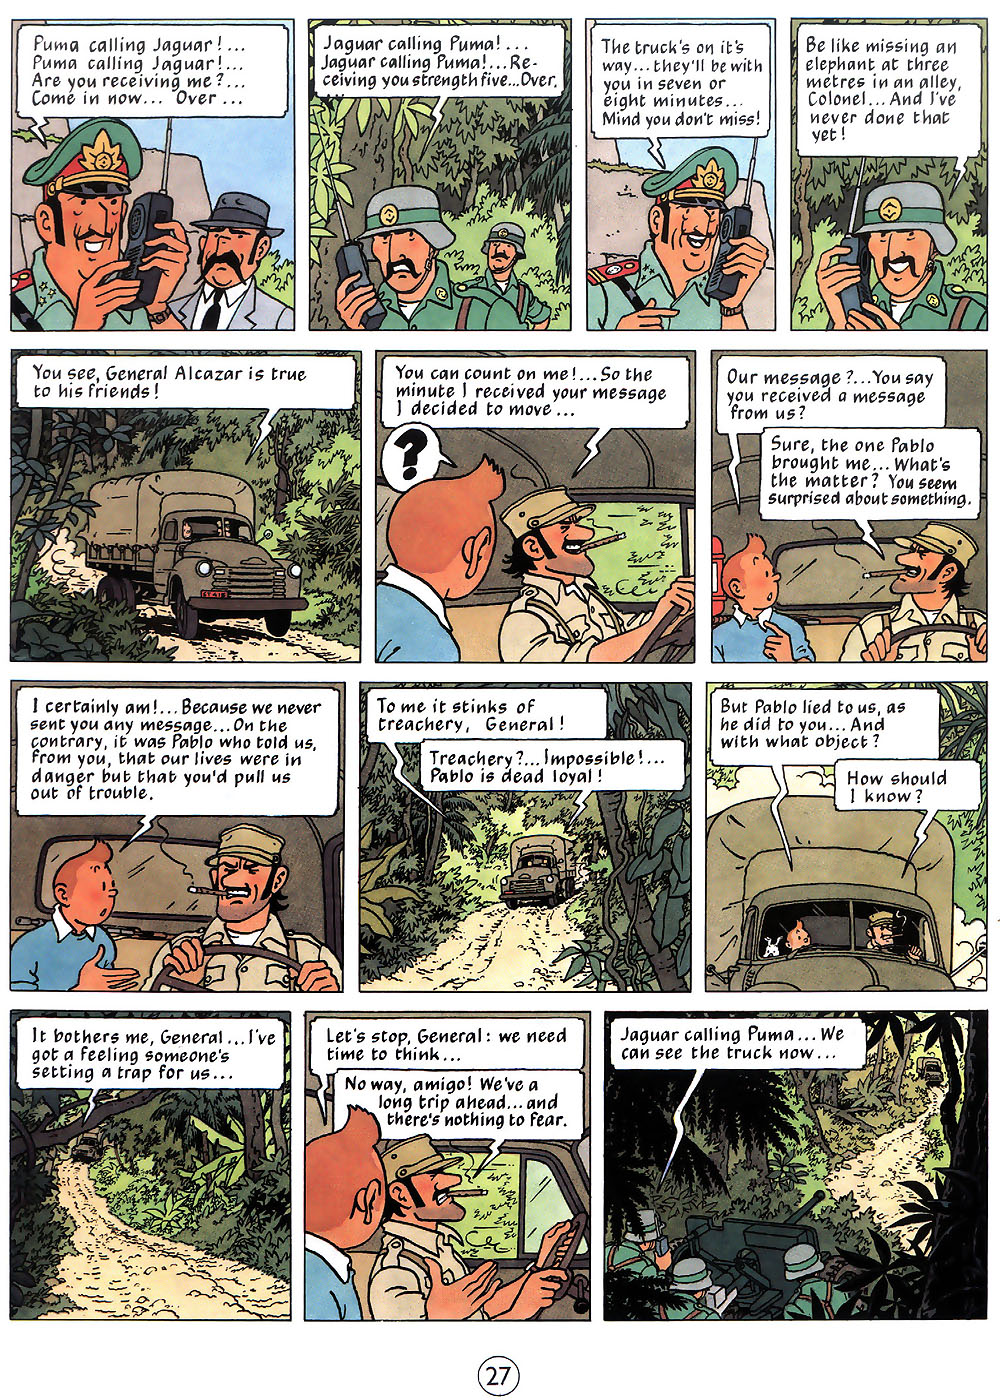 Puma calling Jaguar!...
Puma calling Jaguar!...
Are you receiving me?...
Come in now... Over...
Jaguar calling Puma!...
Jaguar calling Puma!... Re-
ceiving you strength five...Over.
...
The truck's on it's
way... they'll be with
you in seven or
eight minutes...
Mind you don't miss!
Be like missing an
elephant at three
metres in an alley,
Colonel... And I've
never done that
yet!
You see, General Alcazar is true
to his friends!
You can count on me!...So the
minute I received your message
I decided to move...
?
Our message?...You say
you received a message
from us?
Sure, the one Pablo
brought me... What's
the matter? You seem
surprised about something.
I certainly am!... Because we never
sent you any message...On the
contrary, it was Pablo who told us,
from you, that our lives were in
danger but that you'd pull us
out of trouble.
To me it stinks of
treachery, General!
Treachery?...Impossible!...
Pablo is dead loyal!
But Pablo lied to us, as
he did to you... And
with what object?
How should
I know?
It bothers me, General...I've
got a feeling someone's
setting a trap for us...
Let's stop, General: we need
time to think...
No way, amigo! We've a
long trip ahead...and
there's nothing to fear.
Jaguar calling Puma...We
can see the truck now...
27